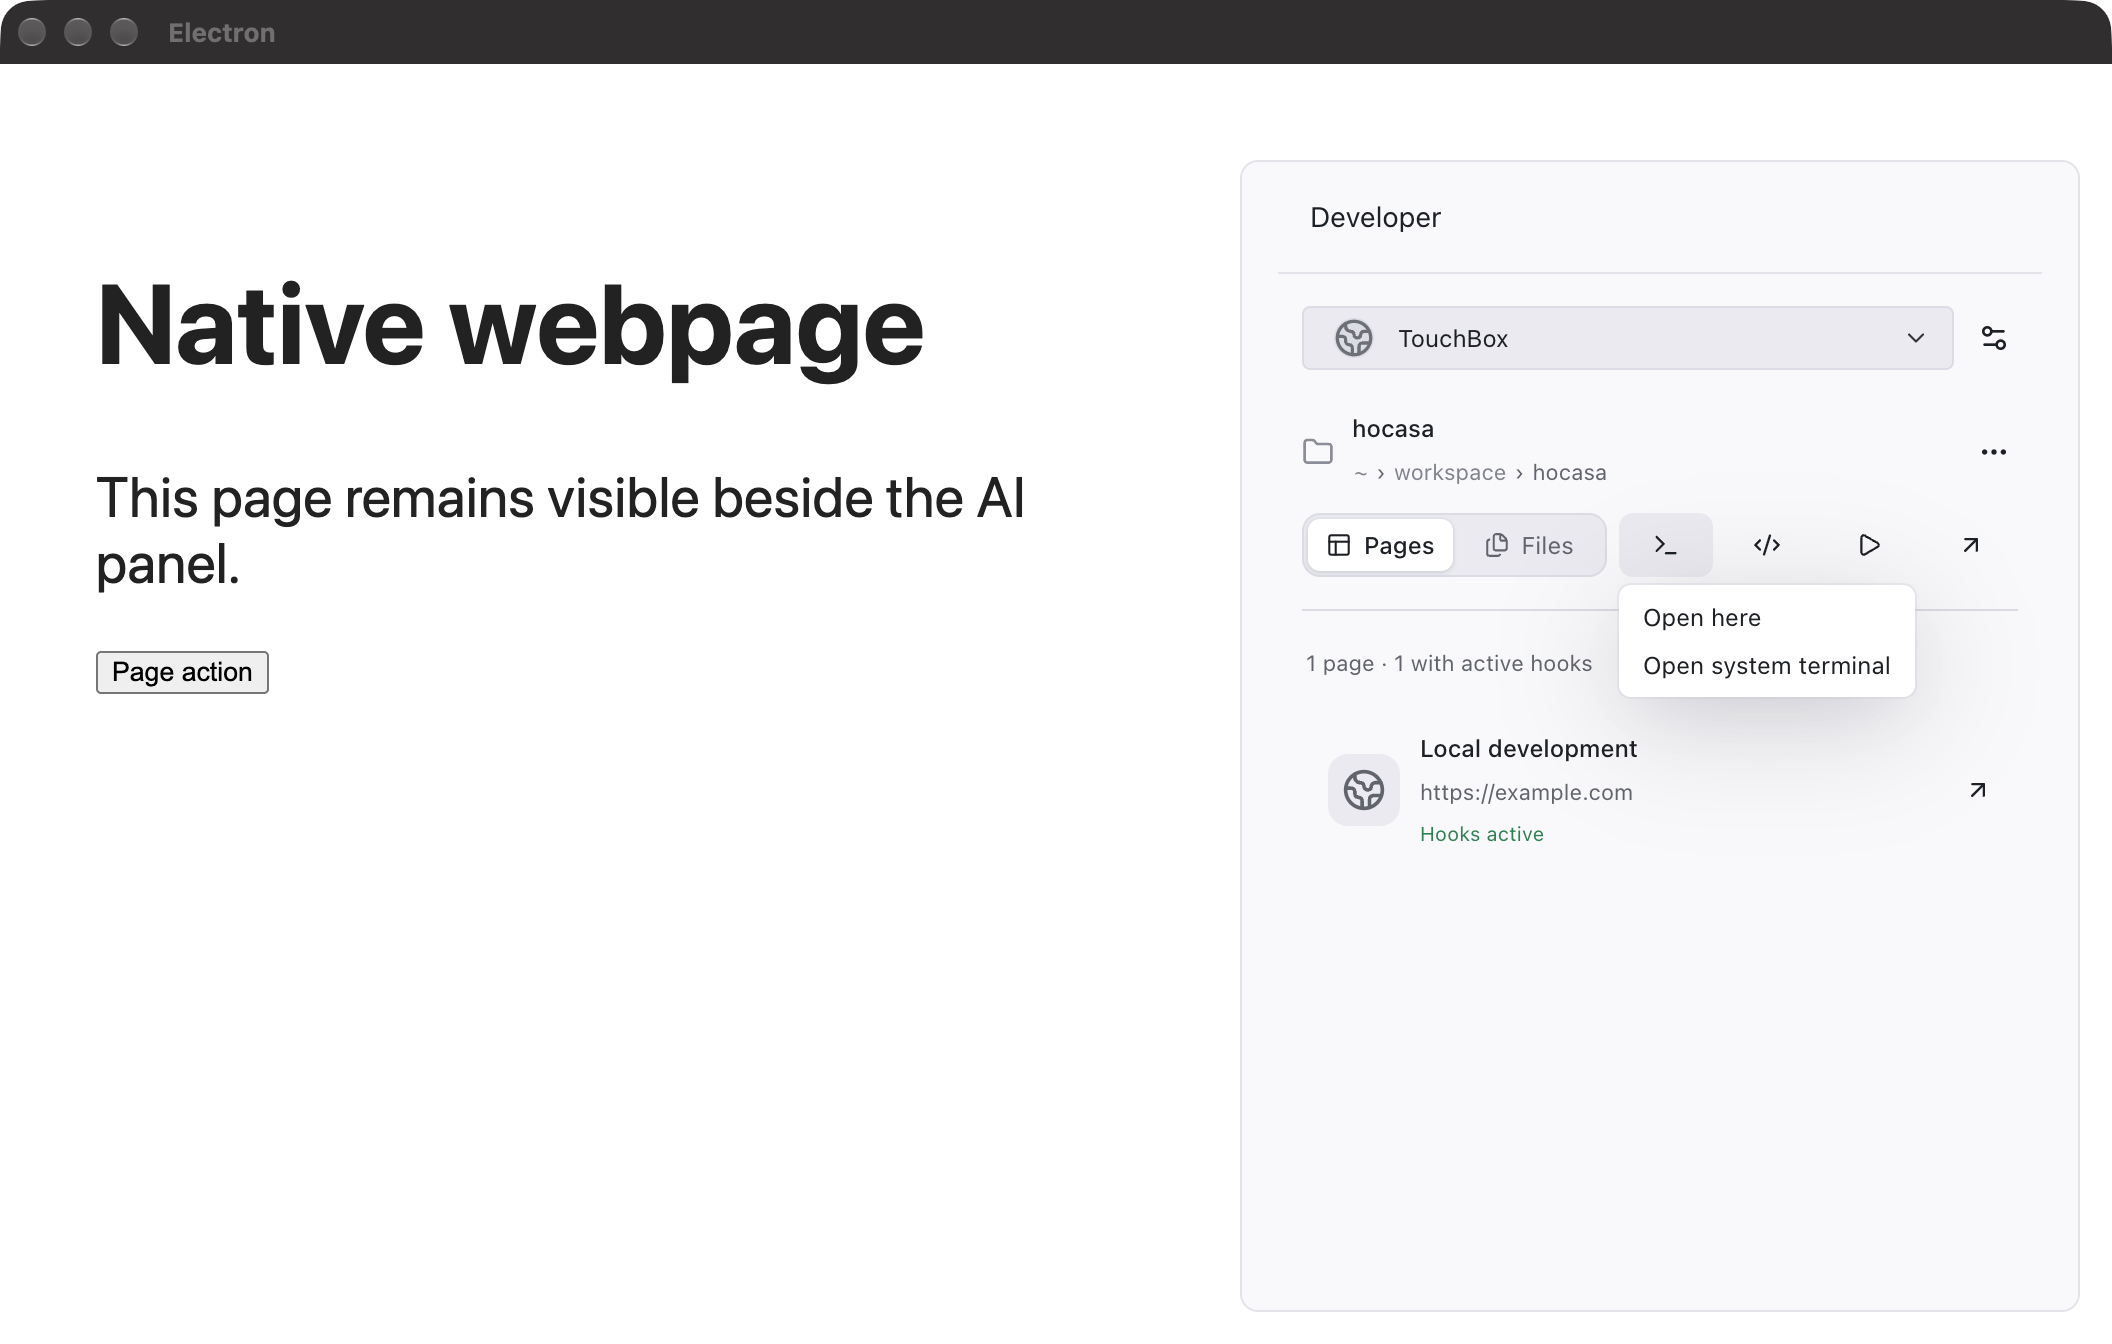 Electron
Native webpage
This page remains visible beside the AI
panel.
Page action
Developer
TouchBox
hocasa
~ › workspace › hocasa
Pages
Files
Open here
Open system terminal
1 page · 1 with active hooks
Local development
https://example.com
Hooks active